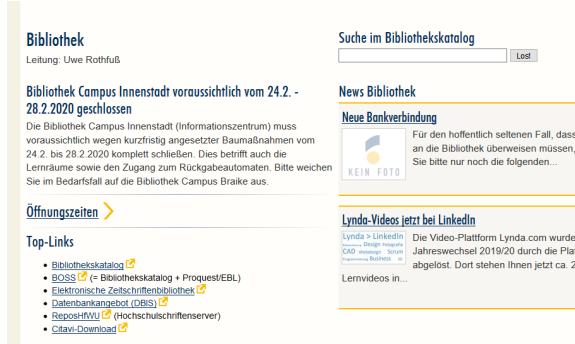 Bibliothek
Leitung: Uwe Rothfuß
Bibliothek Campus Innenstadt voraussichtlich vom 24.2. -
28.2.2020 geschlossen
Die Bibliothek Campus Innenstadt (Informationszentrum) muss
voraussichtlich wegen kurzfristig angesetzter Baumaßnahmen vom
24.2. bis 28.2.2020 komplett schließen. Dies betrifft auch die
Lernräume sowie den Zugang zum Rückgabeautomaten. Bitte weichen
Sie im Bedarfsfall auf die Bibliothek Campus Braike aus.
Öffnungszeiten
Top-Links
Bibliothekskatalog
BOSS (= Bibliothekskatalog + Proquest/EBL)
Elektronische Zeitschriftenbibliothek
Datenbankangebot (DBIS)
ReposHfWU (Hochschulschriftenserver)
Citavi-Download
Suche im Bibliothekskatalog
Los!
News Bibliothek
Neue Bankverbindung
KEIN FOTO
Für den hoffentlich seltenen Fall, dass
an die Bibliothek überweisen müssen,
Sie bitte nur noch die folgenden...
Lynda-Videos jetzt bei LinkedIn
Lynda > LinkedIn
Design Fotografie
CAD Webdesign Scrum
Business
Die Video-Plattform Lynda.com wurde
Jahreswechsel 2019/20 durch die Plat
abgelöst. Dort stehen Ihnen jetzt ca. 2
Lernvideos in...